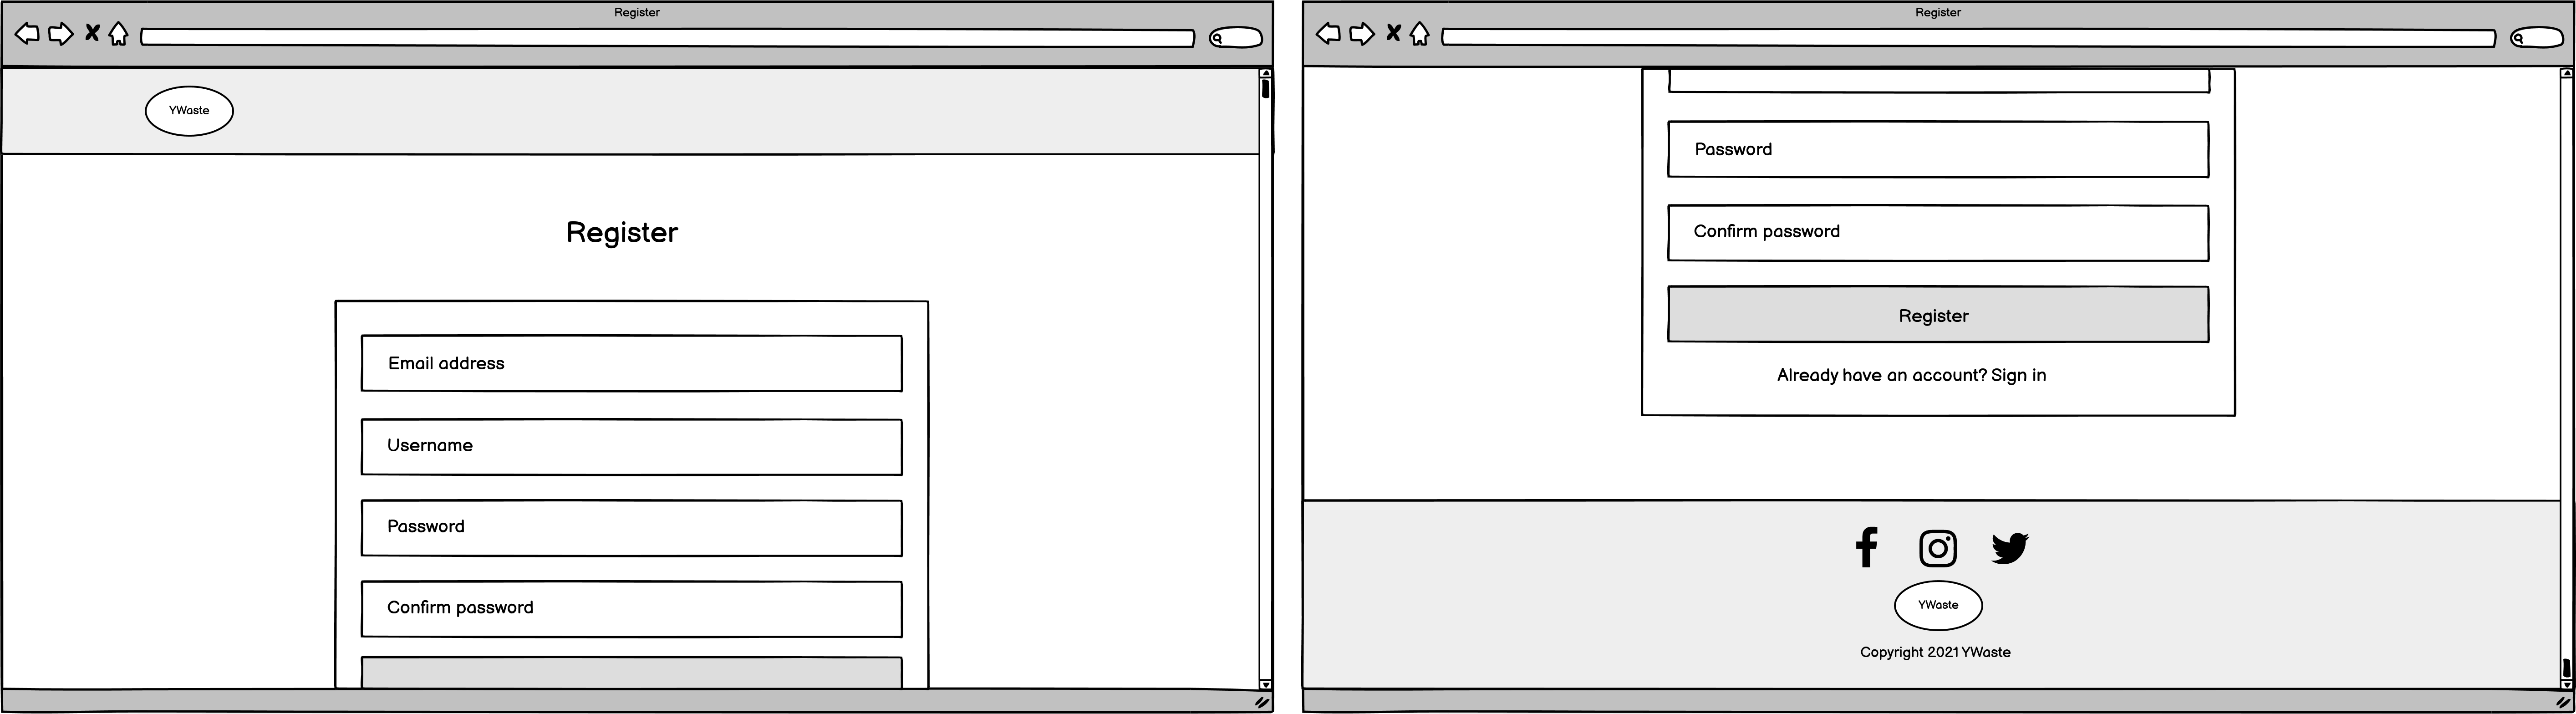 Register
YWaste
Register
Email address
Username
Password
Confirm password
Register
Password
Confirm password
Register
Already have an account? Sign in
YWaste
Copyright 2021 YWaste